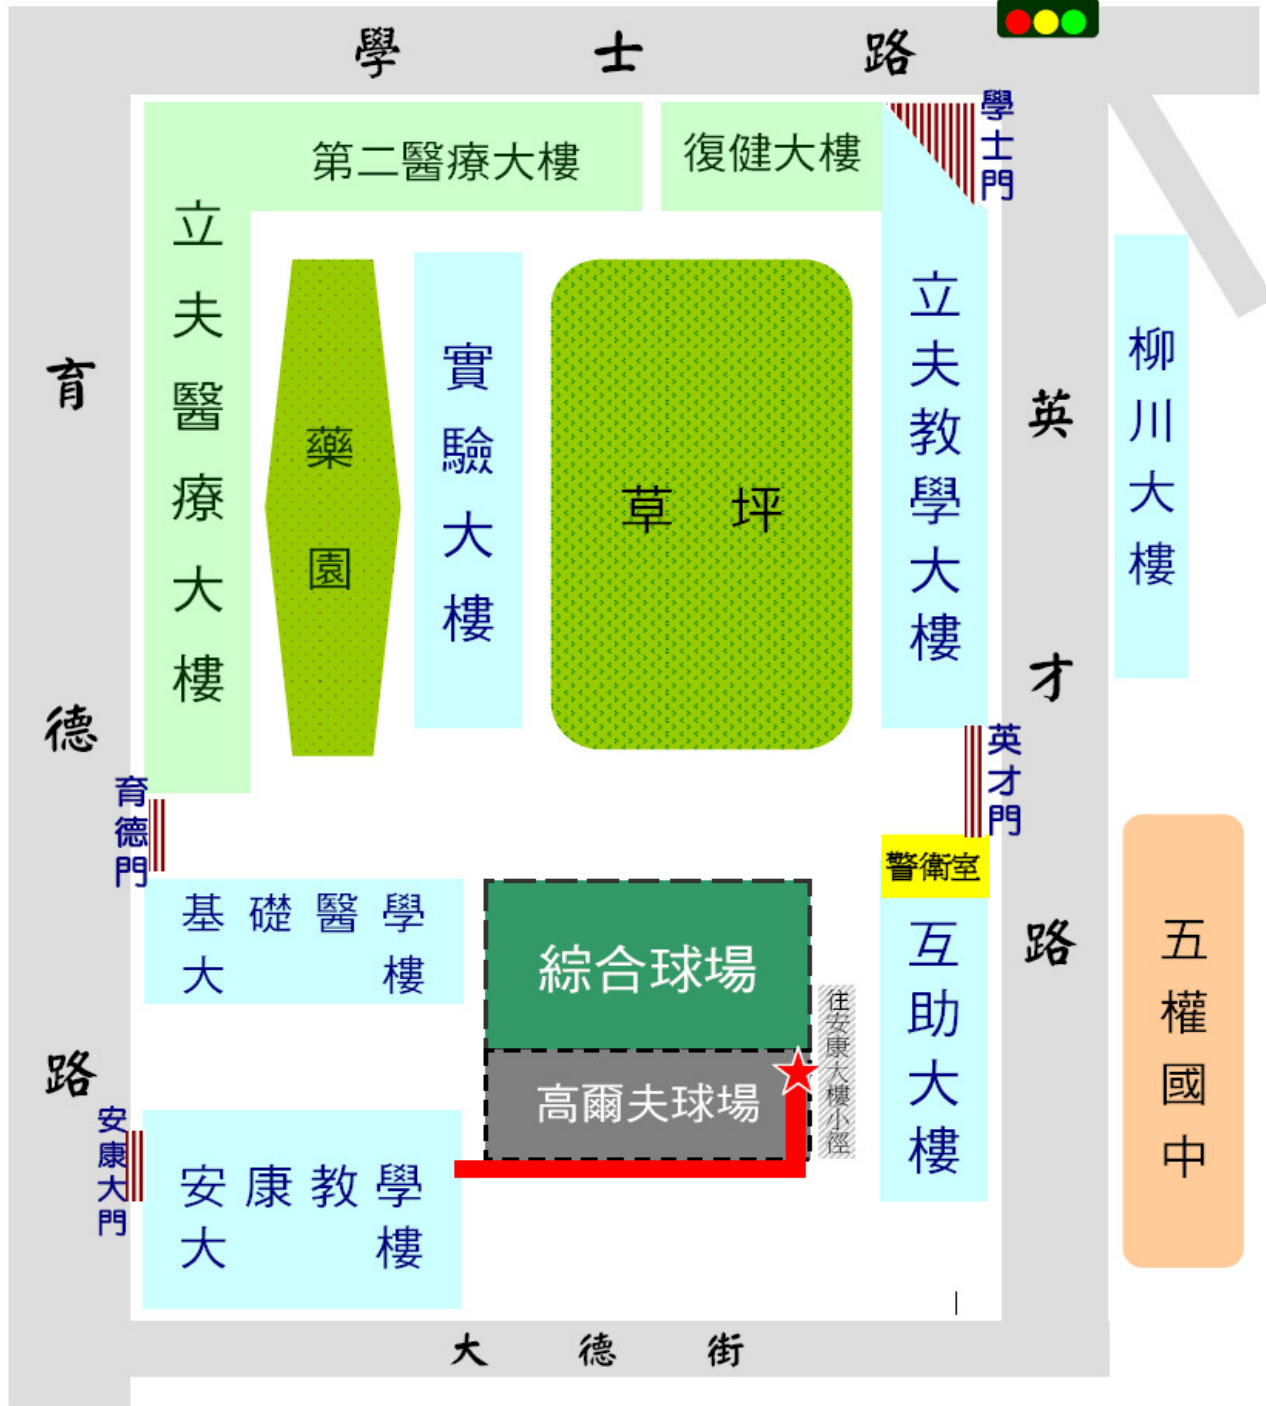 學士路
學士門
第二醫療大樓
復健大樓
立夫醫療大樓
藥園
實驗大樓
草坪
立夫教學大樓
柳川大樓
育德路
英才路
育德門
英才門
警衛室
基礎醫學
大樓
綜合球場
高爾夫球場
往安康大樓小徑
互助大樓
五權國中
安康大門
安康教學
大樓
大德街